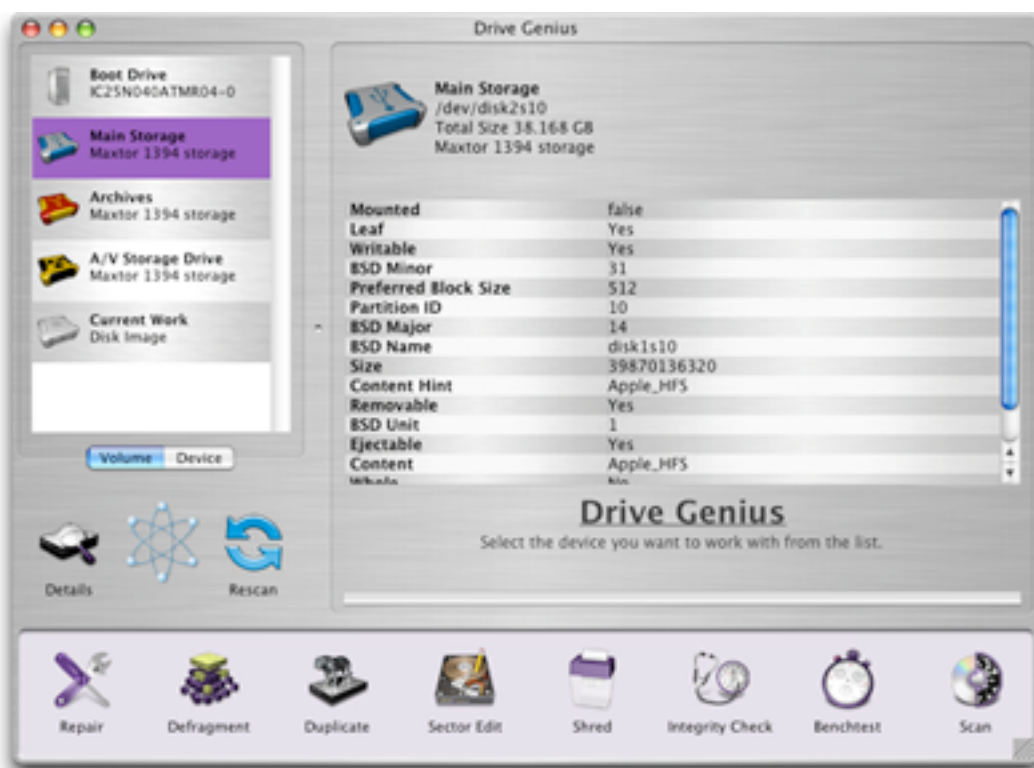 Drive Genius
Boot Drive
IC25N040ATMR04-0
Main Storage
Maxtor 1394 storage
Archives
Maxtor 1394 storage
A/V Storage Drive
Maxtor 1394 storage
Current Work
Disk Image
Volume Device
Details
Rescan
Main Storage
/dev/disk2s10
Total Size 38.168 GB
Maxtor 1394 storage
Mounted false
Leaf Yes
Writable Yes
BSD Minor 31
Preferred Block Size 512
Partition ID 10
BSD Major 14
BSD Name disk1s10
Size 39870136320
Content Hint Apple_HFS
Removable Yes
BSD Unit 1
Ejectable Yes
Content Apple_HFS
Whole No
Drive Genius
Select the device you want to work with from the list.
Repair Defragment Duplicate Sector Edit Shred Integrity Check Benchtest Scan